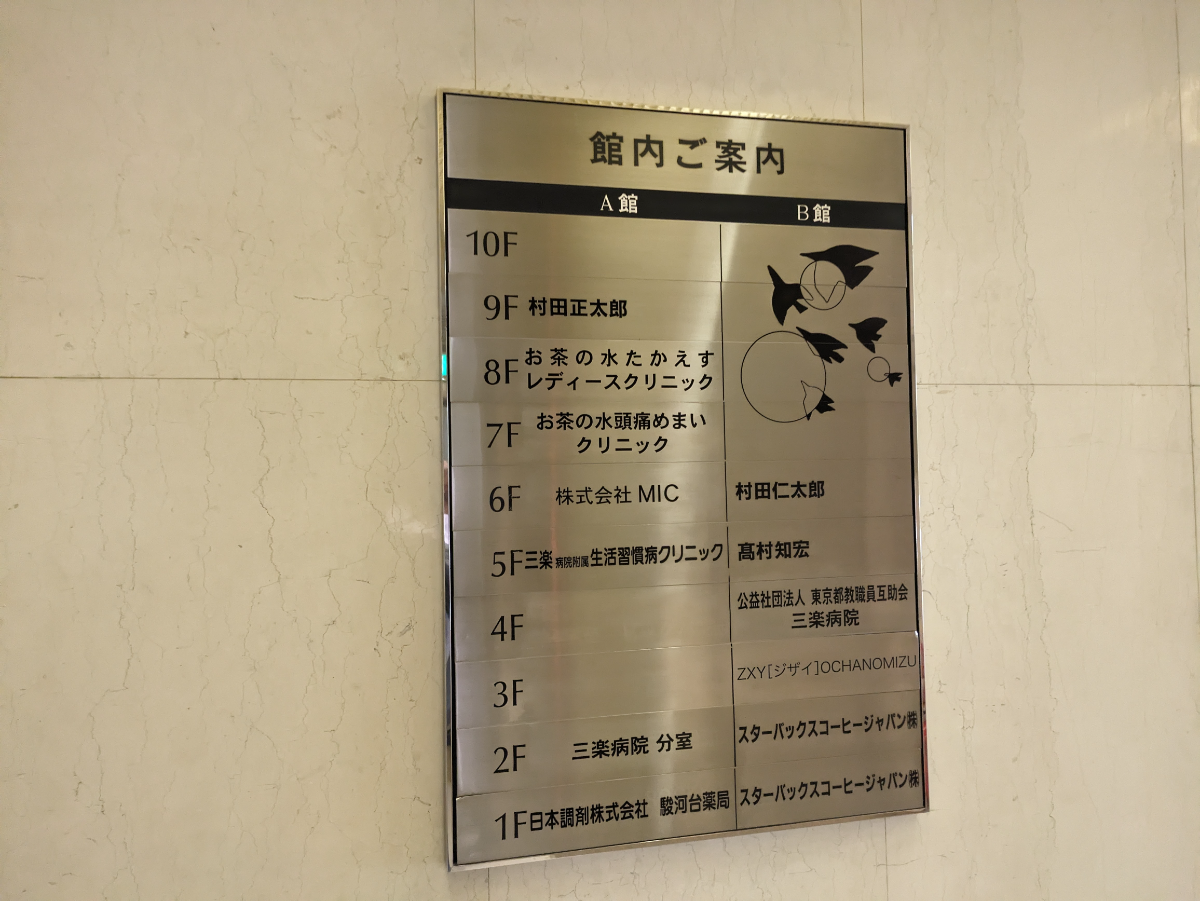 館内ご案内
A館 B館
10F
9F 村田正太郎
8F お茶の水たかえす
レディースクリニック
7F お茶の水頭痛めまい
クリニック
6F 株式会社 MIC 村田仁太郎
5F 三楽病院附属生活習慣病クリニック 髙村知宏
4F 公益社団法人 東京都教職員互助会
三楽病院
3F ZXY[ジザイ]OCHANOMIZU
2F 三楽病院 分室 スターバックスコーヒージャパン㈱
1F 日本調剤株式会社 駿河台薬局 スターバックスコーヒージャパン㈱